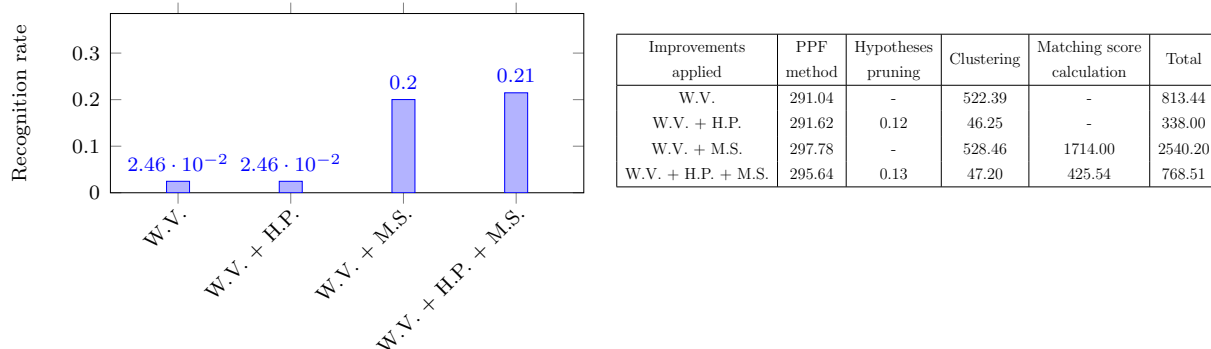 Recognition rate
0.3
0.2
0.1
0
2.46 · 10⁻²
2.46 · 10⁻²
0.2
0.21
W.V.
W.V. + H.P.
W.V. + M.S.
W.V. + H.P. + M.S.
Improvements applied PPF method Hypotheses pruning Clustering Matching score calculation Total
W.V. 291.04 - 522.39 - 813.44
W.V. + H.P. 291.62 0.12 46.25 - 338.00
W.V. + M.S. 297.78 - 528.46 1714.00 2540.20
W.V. + H.P. + M.S. 295.64 0.13 47.20 425.54 768.51